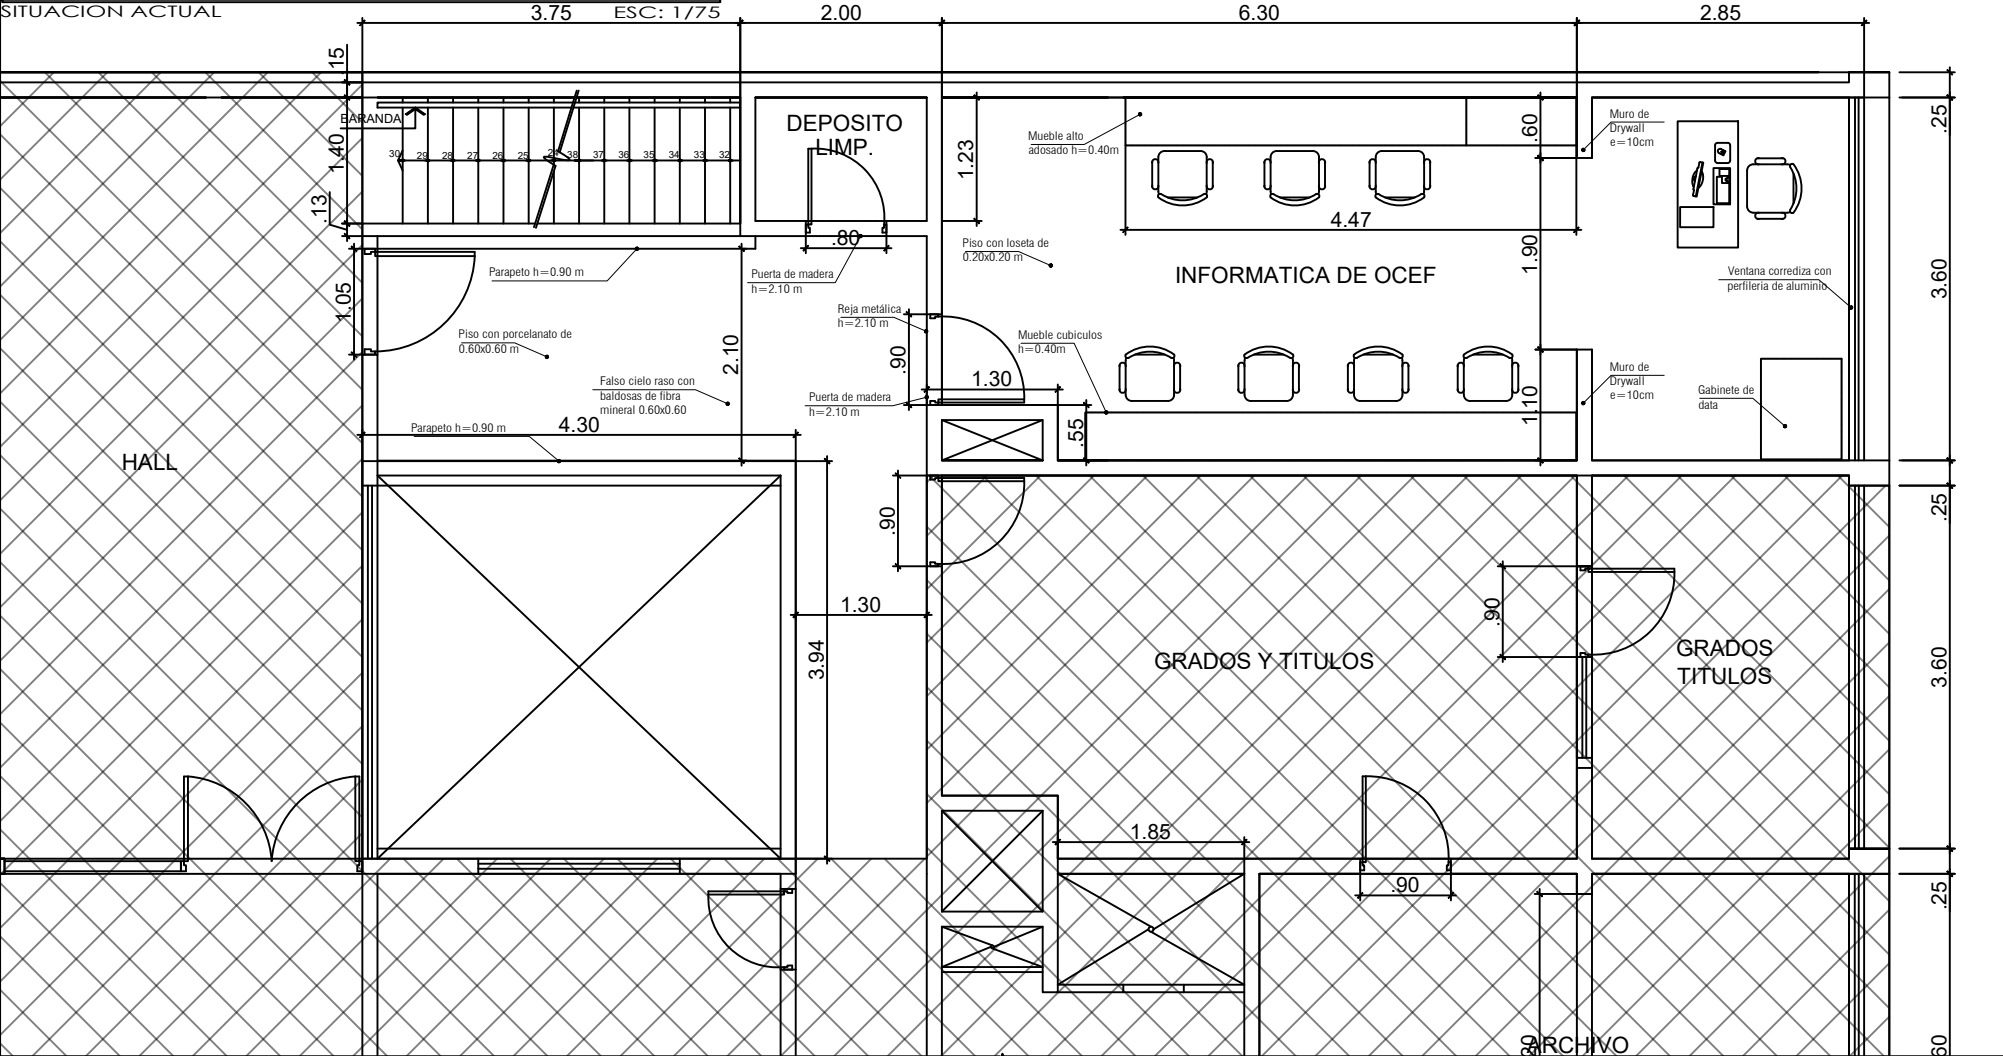 SITUACION ACTUAL
ESC: 1/75
3.75
2.00
6.30
2.85
.15
BARANDA
1.40
.13
30
29
28
27
26
25
24
38
37
36
35
34
33
32
DEPOSITO
LIMP.
.80
1.23
Mueble alto
adosado h=0.40m
4.47
.60
Muro de
Drywall
e=10cm
.25
Piso con loseta de
0.20x0.20 m
INFORMATICA DE OCEF
1.90
Ventana corrediza con
perfileria de aluminio
3.60
Parapeto h=0.90 m
Puerta de madera
h=2.10 m
1.05
Reja metálica
h=2.10 m
Piso con porcelanato de
0.60x0.60 m
2.10
.90
Mueble cubiculos
h=0.40m
1.30
Falso cielo raso con
baldosas de fibra
mineral 0.60x0.60
Puerta de madera
h=2.10 m
Muro de
Drywall
e=10cm
1.10
Gabinete de
data
Parapeto h=0.90 m
4.30
.55
HALL
.90
.25
1.30
.90
3.94
GRADOS Y TITULOS
GRADOS
TITULOS
3.60
1.85
.90
.25
ARCHIVO